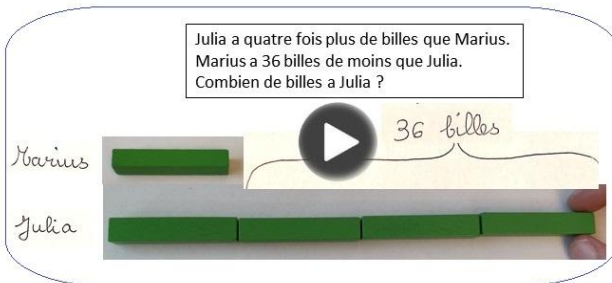 Julia a quatre fois plus de billes que Marius.
Marius a 36 billes de moins que Julia.
Combien de billes a Julia ?
36 billes
Marius
Julia